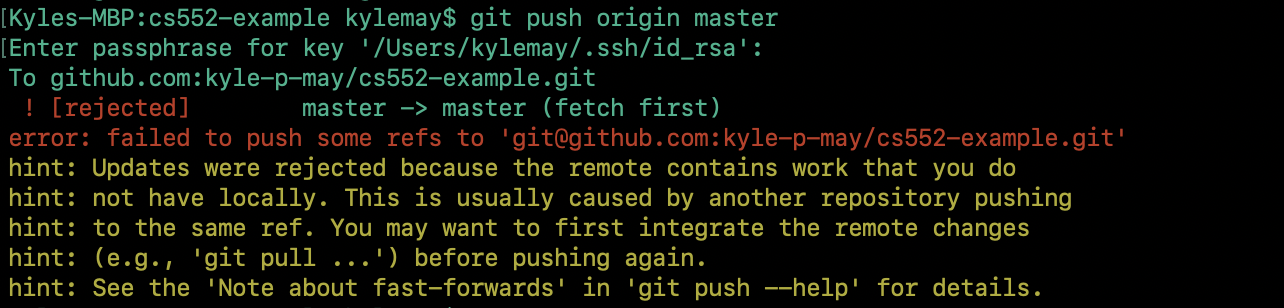 [Kyles-MBP:cs552-example kylemay$ git push origin master
[Enter passphrase for key '/Users/kylemay/.ssh/id_rsa':
To github.com:kyle-p-may/cs552-example.git
 ! [rejected]        master -> master (fetch first)
error: failed to push some refs to 'git@github.com:kyle-p-may/cs552-example.git'
hint: Updates were rejected because the remote contains work that you do
hint: not have locally. This is usually caused by another repository pushing
hint: to the same ref. You may want to first integrate the remote changes
hint: (e.g., 'git pull ...') before pushing again.
hint: See the 'Note about fast-forwards' in 'git push --help' for details.